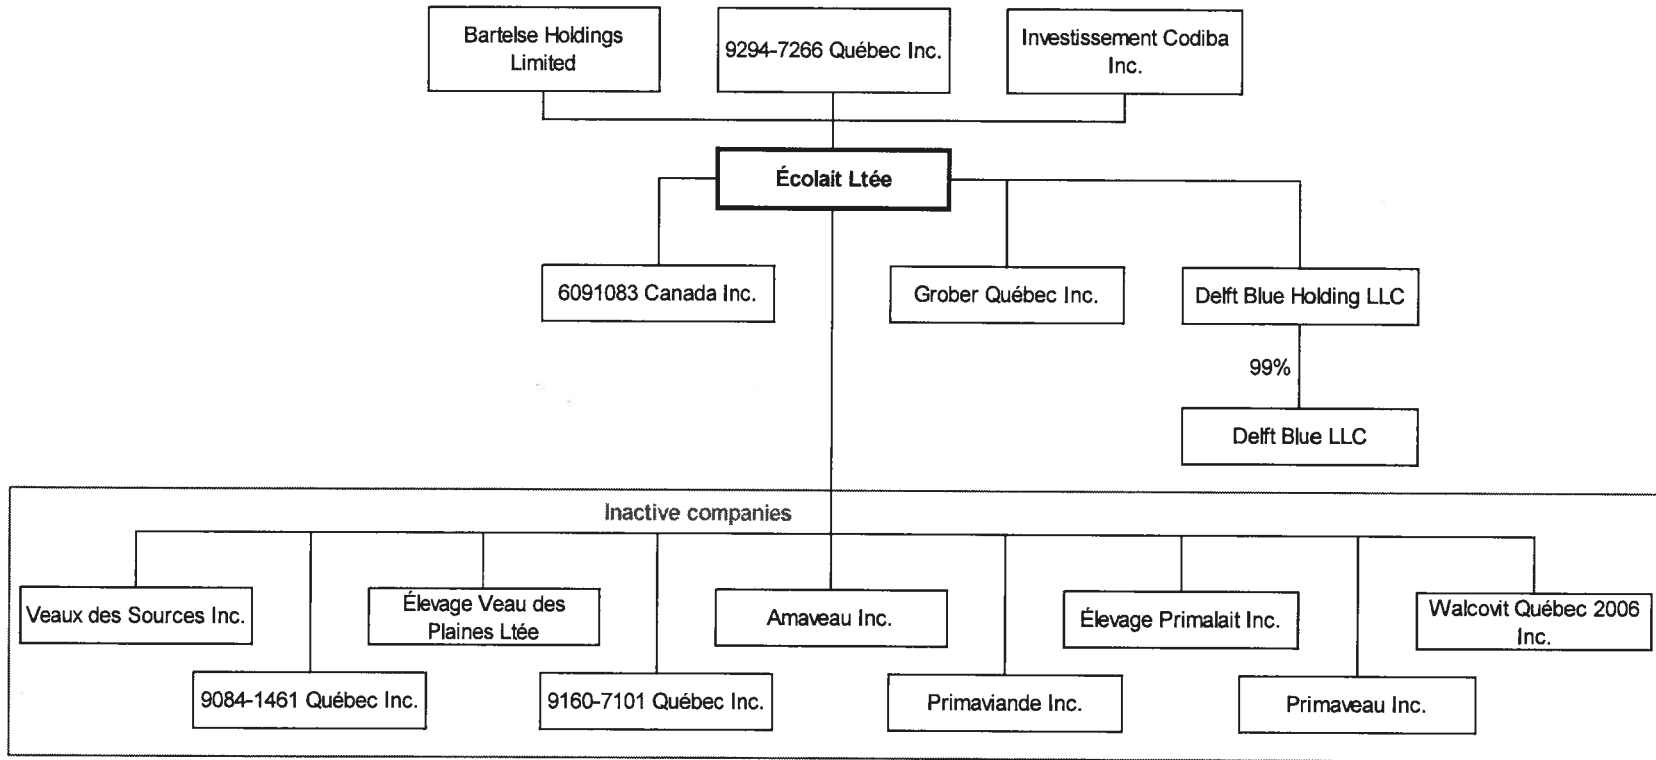 Bartelse Holdings
Limited
9294-7266 Québec Inc.
Investissement Codiba
Inc.
Écolait Ltée
6091083 Canada Inc.
Grober Québec Inc.
Delft Blue Holding LLC
99%
Delft Blue LLC
Inactive companies
Veaux des Sources Inc.
Élevage Veau des
Plaines Ltée
Amaveau Inc.
Élevage Primalait Inc.
Walcovit Québec 2006
Inc.
9084-1461 Québec Inc.
9160-7101 Québec Inc.
Primaviande Inc.
Primaveau Inc.